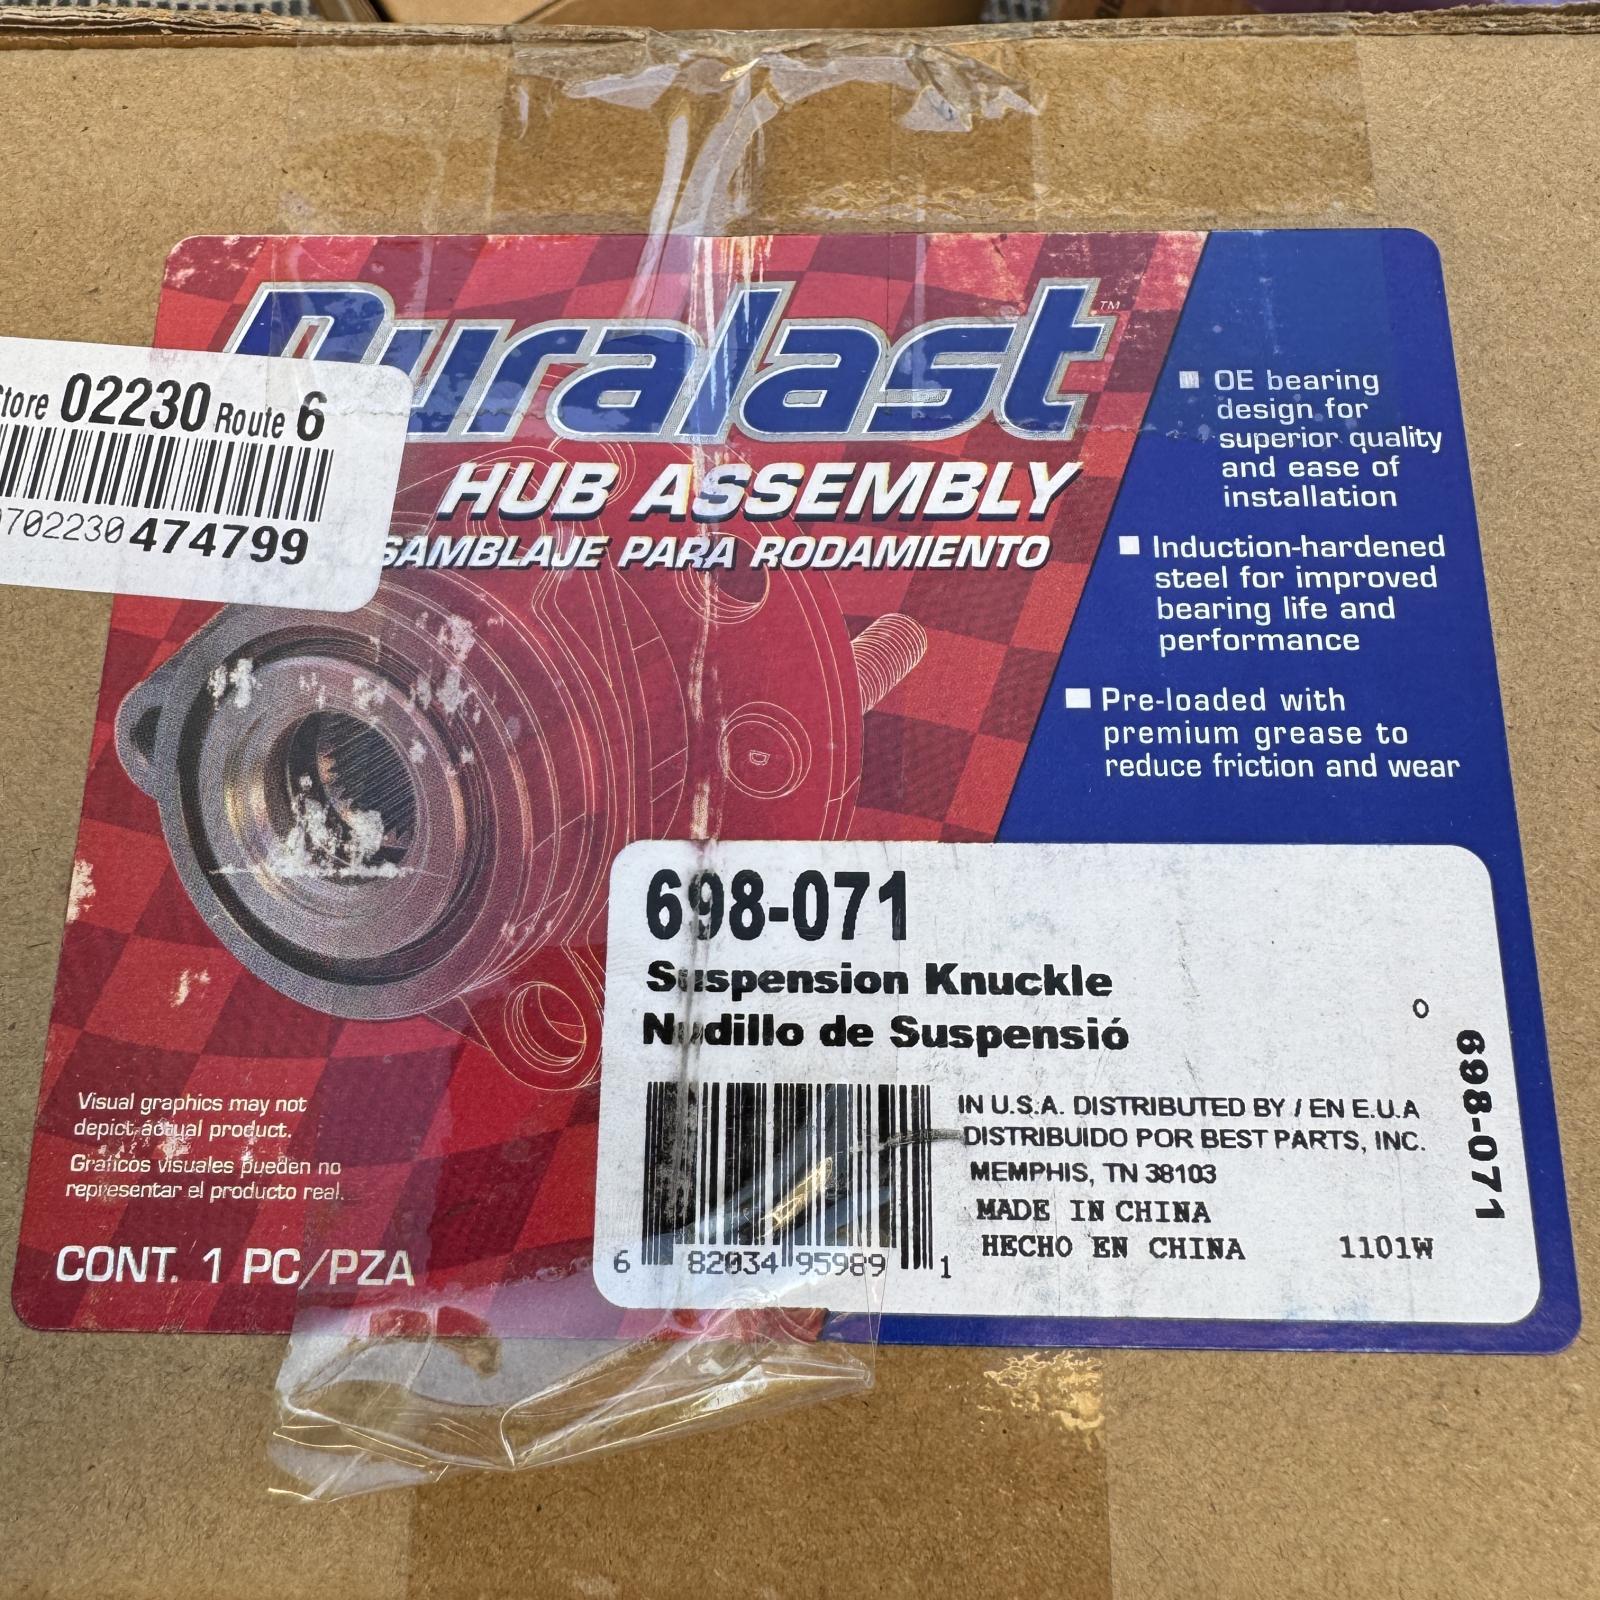 Store 02230 Route 6
702230474799
Duralast™
HUB ASSEMBLY
SAMBLAJE PARA RODAMIENTO
OE bearing
design for
superior quality
and ease of
installation
Induction-hardened
steel for improved
bearing life and
performance
Pre-loaded with
premium grease to
reduce friction and wear
698-071
Suspension Knuckle
Nudillo de Suspensió
0
698-071
IN U.S.A. DISTRIBUTED BY / EN E.U.A
DISTRIBUIDO POR BEST PARTS, INC.
MEMPHIS, TN 38103
MADE IN CHINA
HECHO EN CHINA 1101W
6 82034 95989 1
Visual graphics may not
depict actual product.
Graficos visuales pueden no
representar el producto real.
CONT. 1 PC/PZA